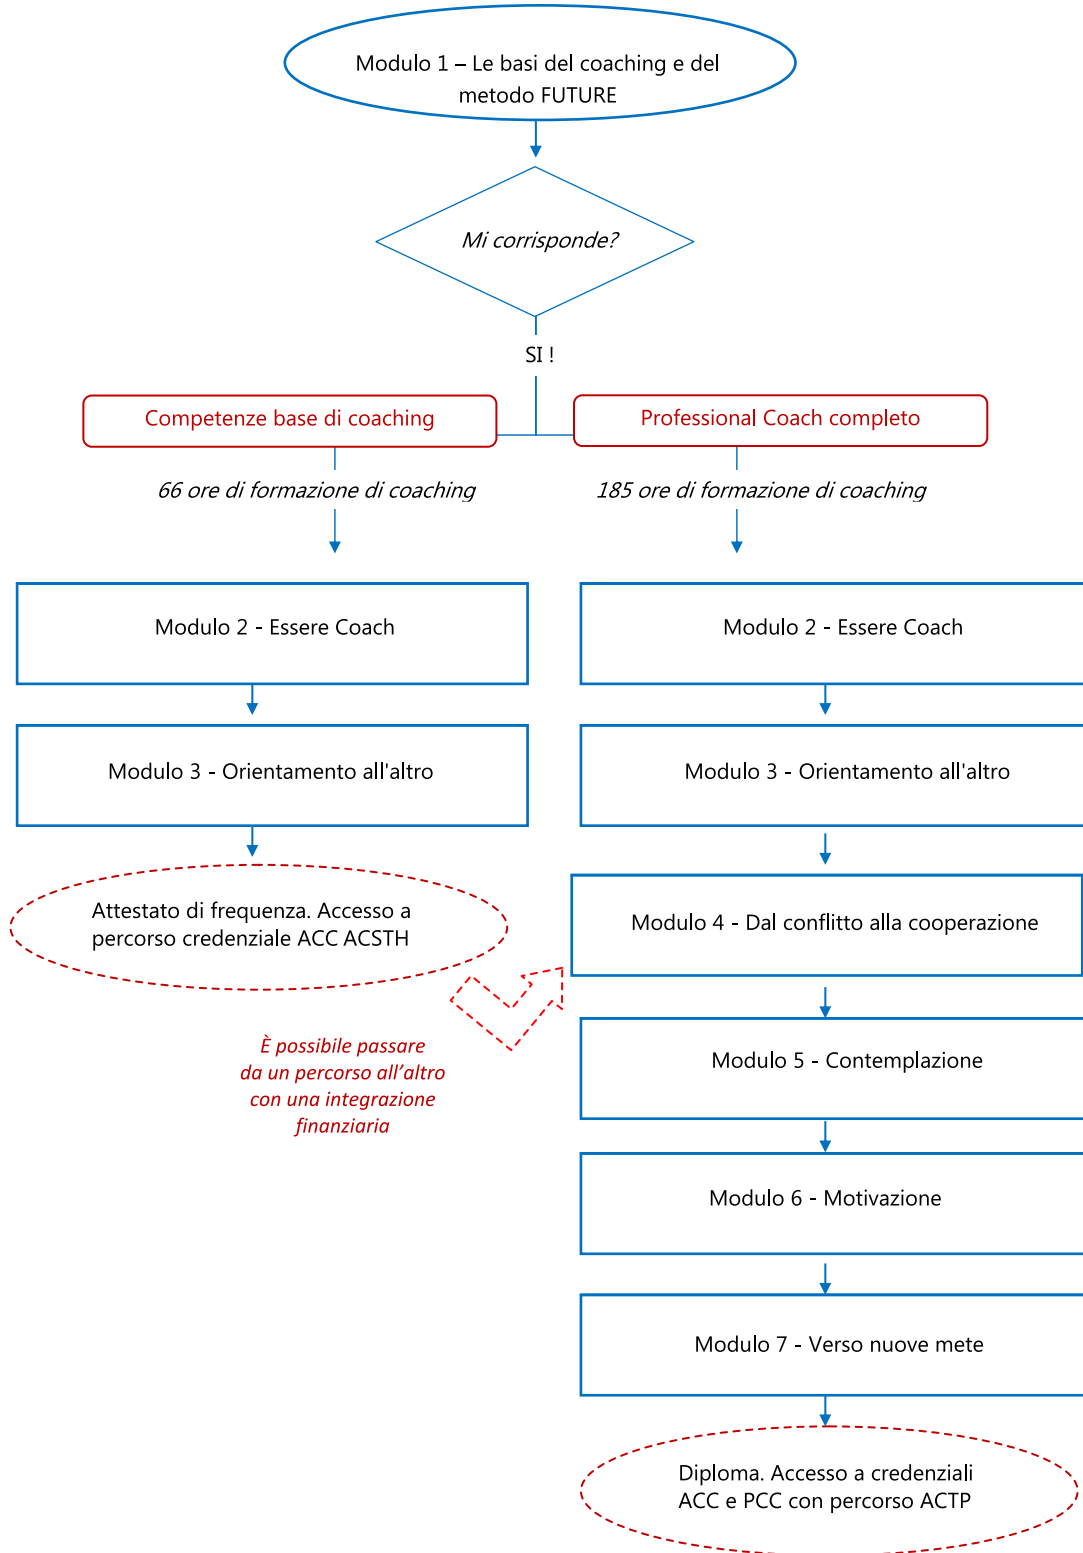 Modulo 1 – Le basi del coaching e del
metodo FUTURE
Mi corrisponde?
SI !
Competenze base di coaching
Professional Coach completo
66 ore di formazione di coaching
185 ore di formazione di coaching
Modulo 2 - Essere Coach
Modulo 2 - Essere Coach
Modulo 3 - Orientamento all'altro
Modulo 3 - Orientamento all'altro
Attestato di frequenza. Accesso a
percorso credenziale ACC ACSTH
Modulo 4 - Dal conflitto alla cooperazione
È possibile passare
da un percorso all’altro
con una integrazione
finanziaria
Modulo 5 - Contemplazione
Modulo 6 - Motivazione
Modulo 7 - Verso nuove mete
Diploma. Accesso a credenziali
ACC e PCC con percorso ACTP